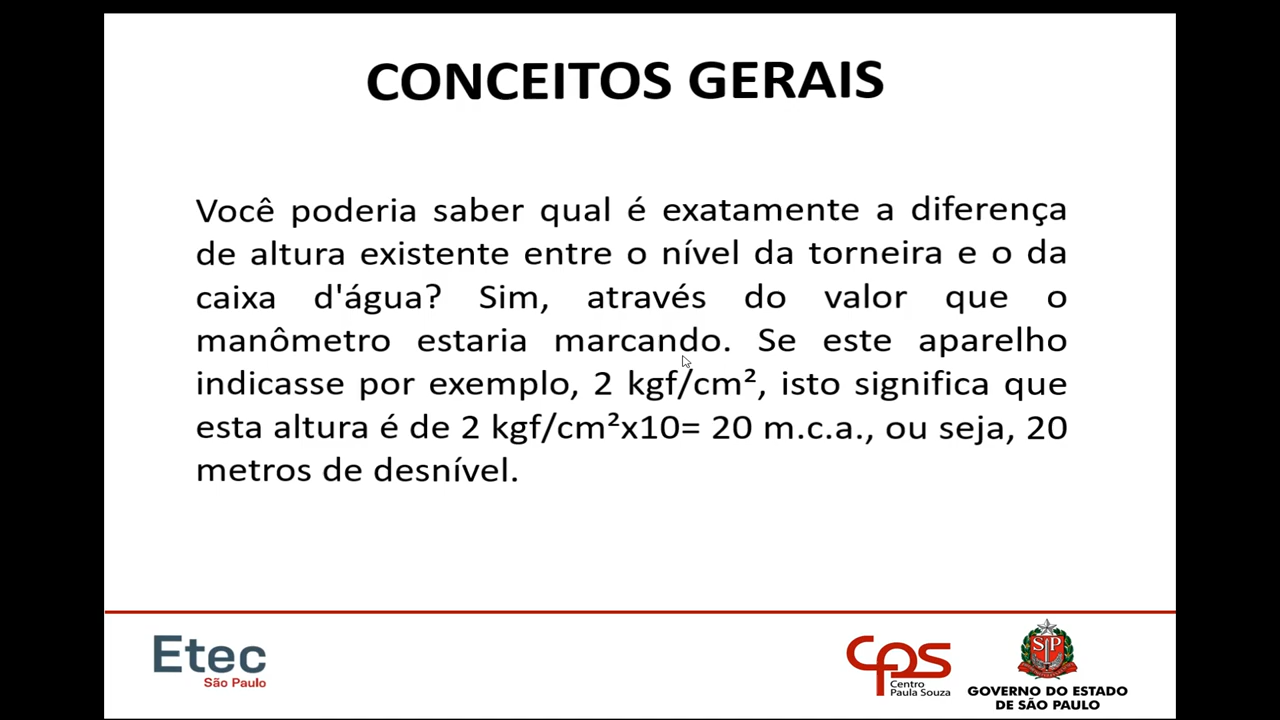 CONCEITOS GERAIS
Você poderia saber qual é exatamente a diferença
de altura existente entre o nível da torneira e o da
caixa d'água? Sim, através do valor que o
manômetro estaria marcando. Se este aparelho
indicasse por exemplo, 2 kgf/cm², isto significa que
esta altura é de 2 kgf/cm²x10= 20 m.c.a., ou seja, 20
metros de desnível.
Etec
São Paulo
cps
Centro
Paula Souza
SP
GOVERNO DO ESTADO
DE SÃO PAULO